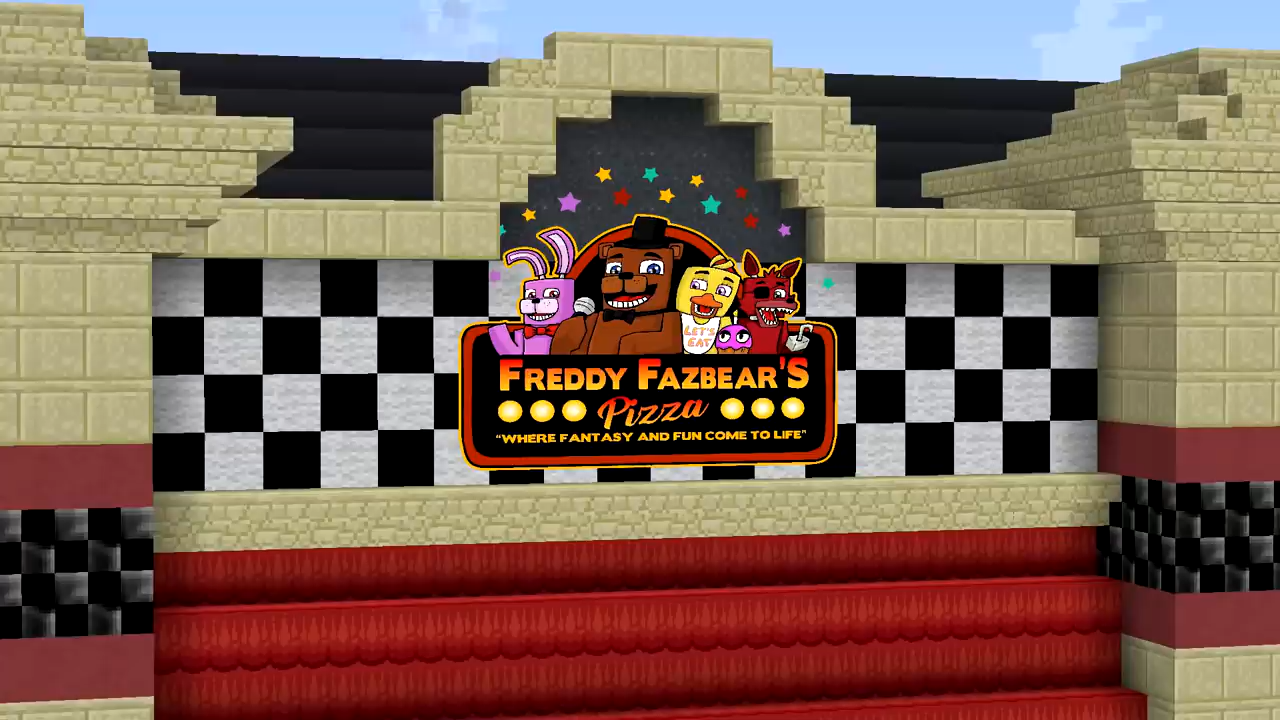 LET'S
EAT
FREDDY FAZBEAR'S
Pizza
"WHERE FANTASY AND FUN COME TO LIFE"